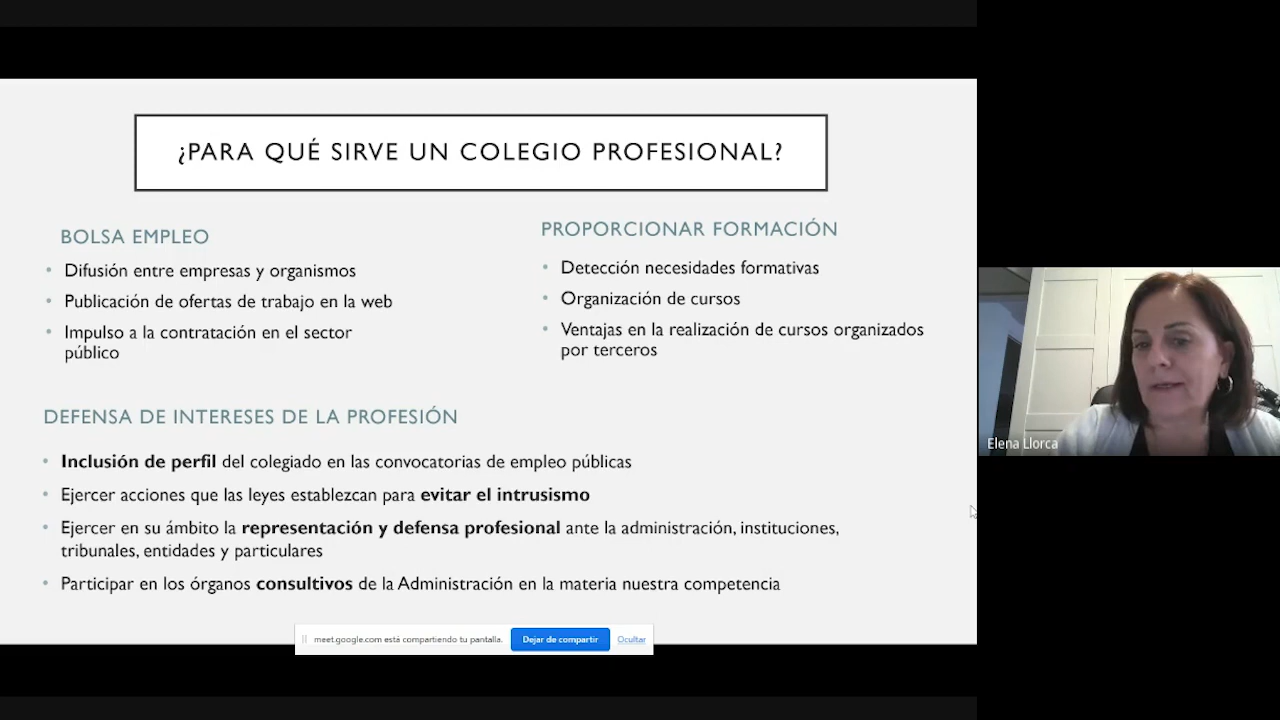 ¿PARA QUÉ SIRVE UN COLEGIO PROFESIONAL?
BOLSA EMPLEO
• Difusión entre empresas y organismos
• Publicación de ofertas de trabajo en la web
• Impulso a la contratación en el sector
público
PROPORCIONAR FORMACIÓN
• Detección necesidades formativas
• Organización de cursos
• Ventajas en la realización de cursos organizados
por terceros
DEFENSA DE INTERESES DE LA PROFESIÓN
• Inclusión de perfil del colegiado en las convocatorias de empleo públicas
• Ejercer acciones que las leyes establezcan para evitar el intrusismo
• Ejercer en su ámbito la representación y defensa profesional ante la administración, instituciones,
tribunales, entidades y particulares
• Participar en los órganos consultivos de la Administración en la materia nuestra competencia
meet.google.com está compartiendo tu pantalla. Dejar de compartir Ocultar
Elena Llorca